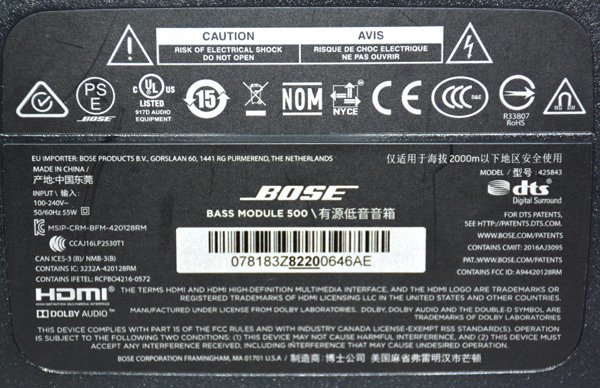 CAUTION
RISK OF ELECTRICAL SHOCK
DO NOT OPEN
AVIS
RISQUE DE CHOC ELECTRIQUE
NE PAS OUVRIR
PS
E
BOSE
C UL US
LISTED
917D AUDIO
EQUIPMENT
15
NOM
NYCE
CE
CCC
S&E
R33807
RoHS
EU IMPORTER: BOSE PRODUCTS B.V., GORSLAAN 60, 1441 RG PURMEREND, THE NETHERLANDS
仅适用于海拔2000m以下地区安全使用
MADE IN CHINA /
产地:中国东莞
INPUT \ 输入:
100-240V~
50/60Hz 55W
MSIP-CRM-BFM-420128RM
CCAJ16LP2530T1
CAN ICES-3 (B)/ NMB-3(B)
CONTAINS IC: 3232A-420128RM
CONTAINS IFETEL: RCPBO4216-0572
BOSE
BASS MODULE 500 \ 有源低音音箱
078183Z82200646AE
MODEL / 型号 : 425843
dts
Digital Surround
FOR DTS PATENTS,
SEE HTTP://PATENTS.DTS.COM.
WWW.BOSE.COM/PATENTS
CONTAINS CMIIT: 2016AJ3095
PAT.WWW.BOSE.COM/PATENTS
CONTAINS FCC ID: A94420128RM
HDMI
HIGH-DEFINITION MULTIMEDIA INTERFACE
THE TERMS HDMI AND HDMI HIGH-DEFINITION MULTIMEDIA INTERFACE, AND THE HDMI LOGO ARE TRADEMARKS OR
REGISTERED TRADEMARKS OF HDMI LICENSING LLC IN THE UNITED STATES AND OTHER COUNTRIES.
DOLBY AUDIO™
MANUFACTURED UNDER LICENSE FROM DOLBY LABORATORIES. DOLBY, DOLBY AUDIO AND THE DOUBLE-D SYMBOL ARE
TRADEMARKS OF DOLBY LABORATORIES.
THIS DEVICE COMPLIES WITH PART 15 OF THE FCC RULES AND WITH INDUSTRY CANADA LICENSE-EXEMPT RSS STANDARD(S). OPERATION
IS SUBJECT TO THE FOLLOWING TWO CONDITIONS: (1) THIS DEVICE MAY NOT CAUSE HARMFUL INTERFERENCE, AND (2) THIS DEVICE MUST
ACCEPT ANY INTERFERENCE RECEIVED, INCLUDING INTERFERENCE THAT MAY CAUSE UNDESIRED OPERATION.
BOSE CORPORATION FRAMINGHAM, MA 01701 U.S.A. / 制造商: 博士公司 美国麻省弗雷明汉市芒顿